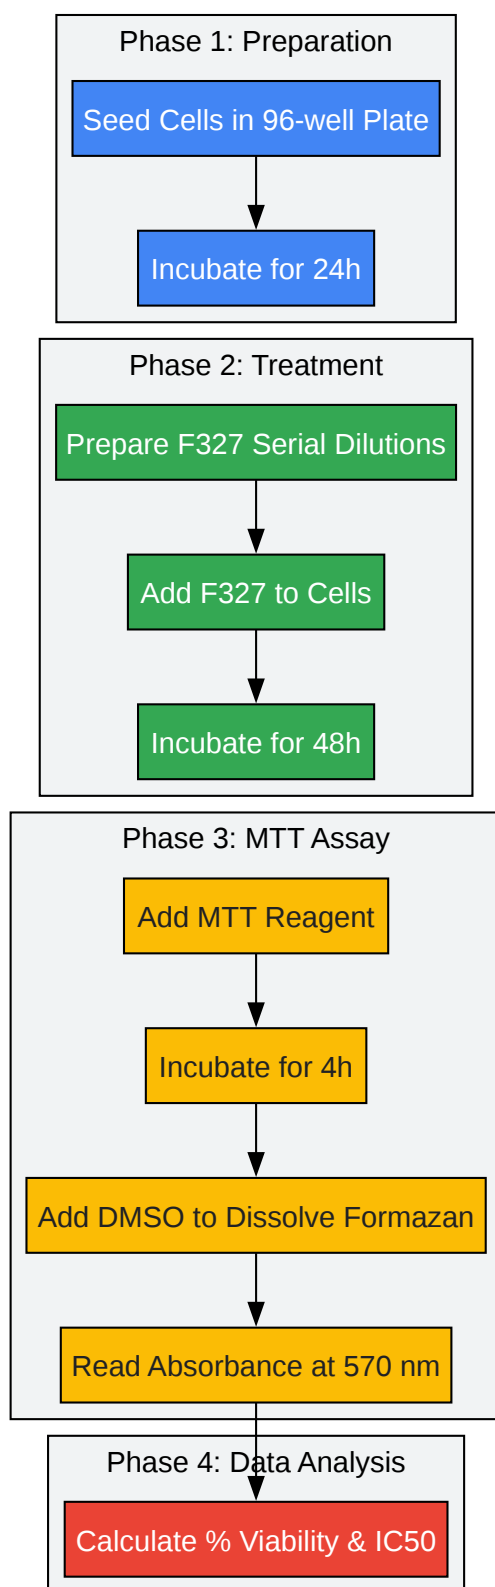 Phase 1: Preparation
Seed Cells in 96-well Plate
Incubate for 24h
Phase 2: Treatment
Prepare F327 Serial Dilutions
Add F327 to Cells
Incubate for 48h
Phase 3: MTT Assay
Add MTT Reagent
Incubate for 4h
Add DMSO to Dissolve Formazan
Read Absorbance at 570 nm
Phase 4: Data Analysis
Calculate % Viability & IC50